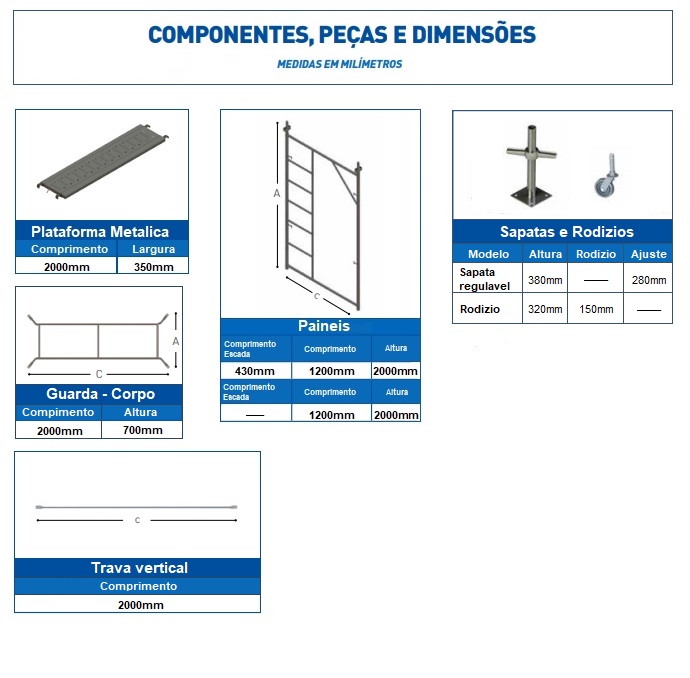 COMPONENTES, PEÇAS E DIMENSÕES
MEDIDAS EM MILÍMETROS
Plataforma Metalica
Comprimento Largura
2000mm 350mm
A
C
Guarda - Corpo
Compimento Altura
2000mm 700mm
A
C
Paineis
Comprimento Escada Comprimento Altura
430mm 1200mm 2000mm
Comprimento Escada Comprimento Altura
—— 1200mm 2000mm
Sapatas e Rodizios
Modelo Altura Rodizio Ajuste
Sapata regulavel 380mm —— 280mm
Rodizio 320mm 150mm ——
C
Trava vertical
Comprimento
2000mm